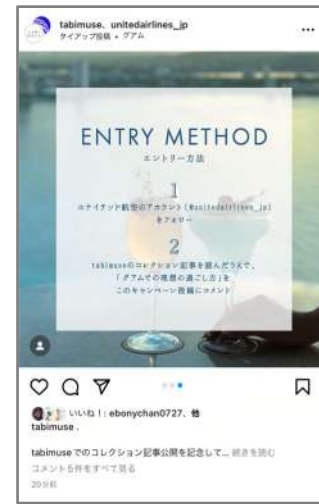 tabimuse、unitedairlines_jp
タイアップ投稿・グアム
ENTRY METHOD
エントリー方法
1
ユナイテッド航空のアカウント（@unitedairlines_jp）
をフォロー
2
tabimuseのコレクション記事を読んだうえで、
「グアムでの理想の過ごし方」を
このキャンペーン投稿にコメント
いいね！：ebonychan0727、他
tabimuse .
tabimuseでのコレクション記事公開を記念して... 続きを読む
コメント5件をすべて見る
20分前